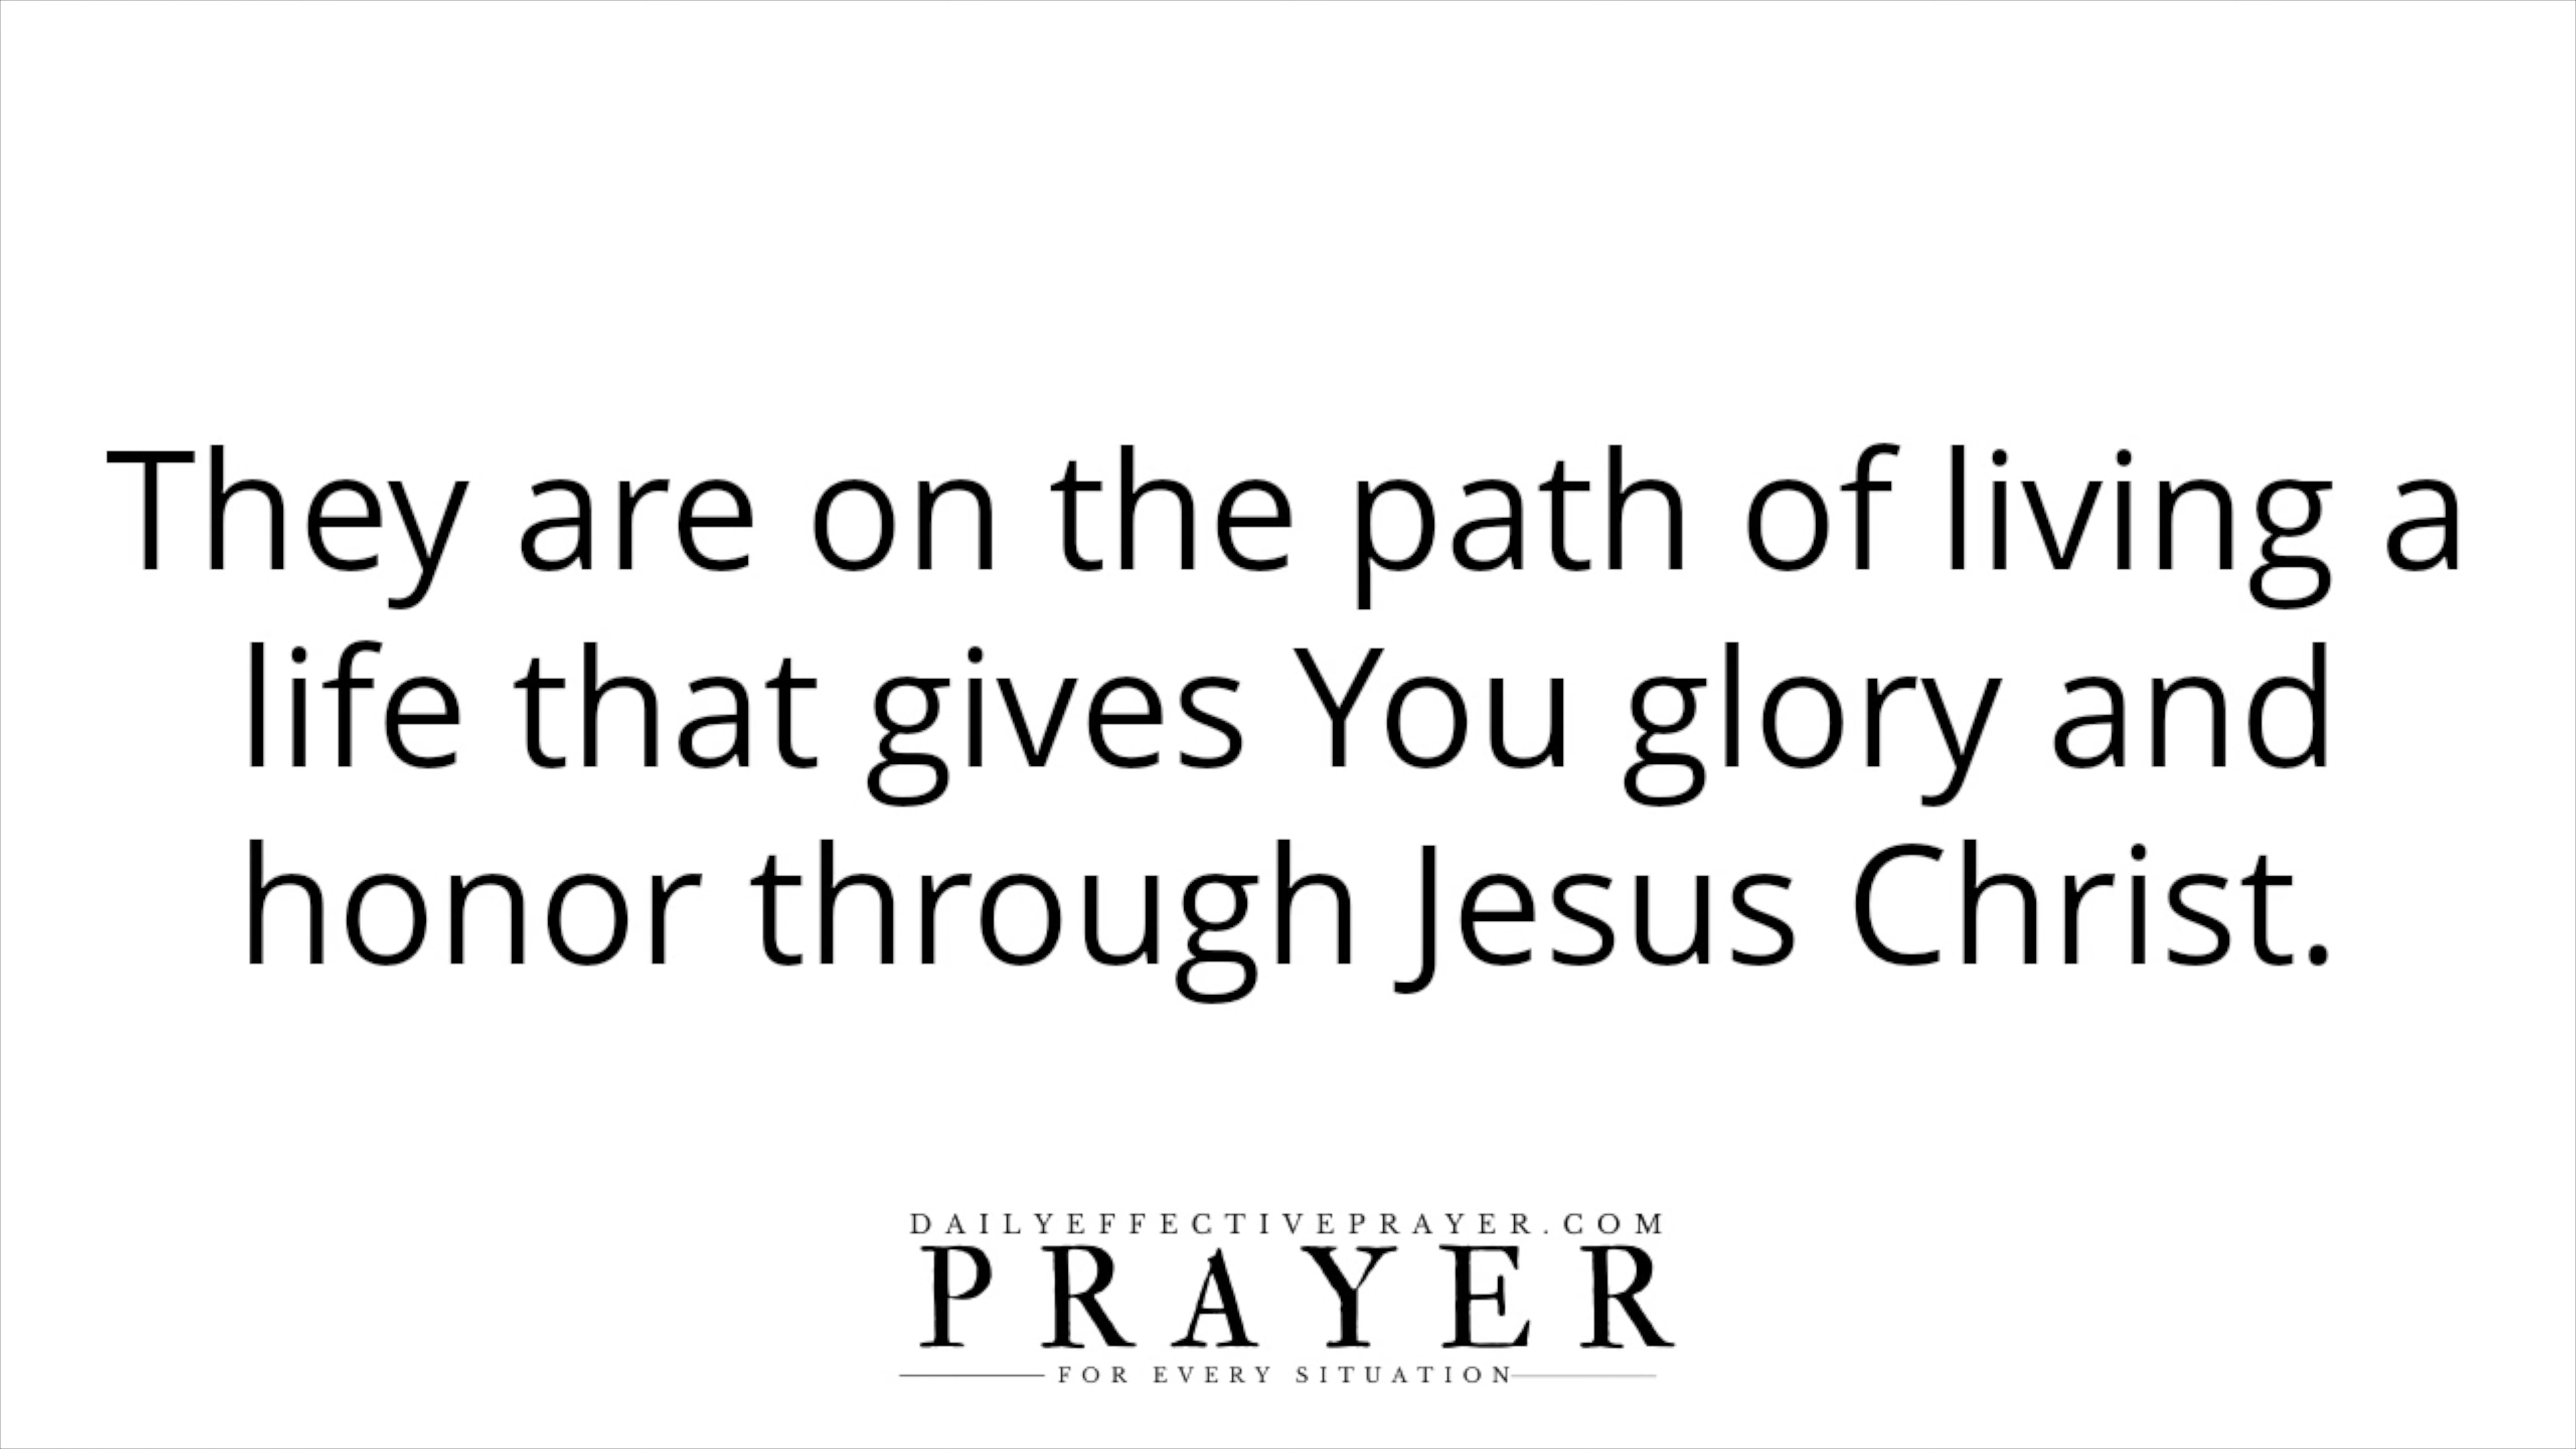 They are on the path of living a
life that gives You glory and
honor through Jesus Christ.
DAILYEFFECTIVEPRAYER.COM
PRAYER
FOR EVERY SITUATION